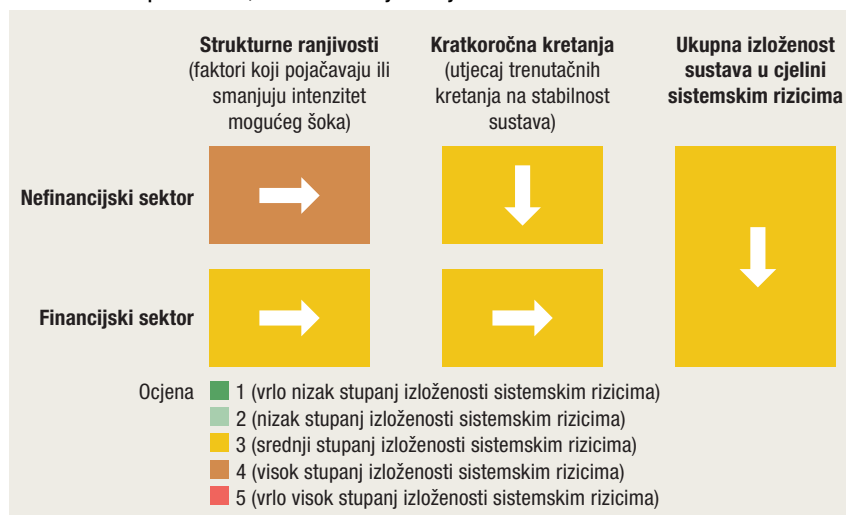 Strukturne ranjivosti
(faktori koji pojačavaju ili
smanjuju intenzitet
mogućeg šoka)
Kratkoročna kretanja
(utjecaj trenutačnih
kretanja na stabilnost
sustava)
Ukupna izloženost
sustava u cjelini
sistemskim rizicima
Nefinancijski sektor
Financijski sektor
Ocjena
1 (vrlo nizak stupanj izloženosti sistemskim rizicima)
2 (nizak stupanj izloženosti sistemskim rizicima)
3 (srednji stupanj izloženosti sistemskim rizicima)
4 (visok stupanj izloženosti sistemskim rizicima)
5 (vrlo visok stupanj izloženosti sistemskim rizicima)